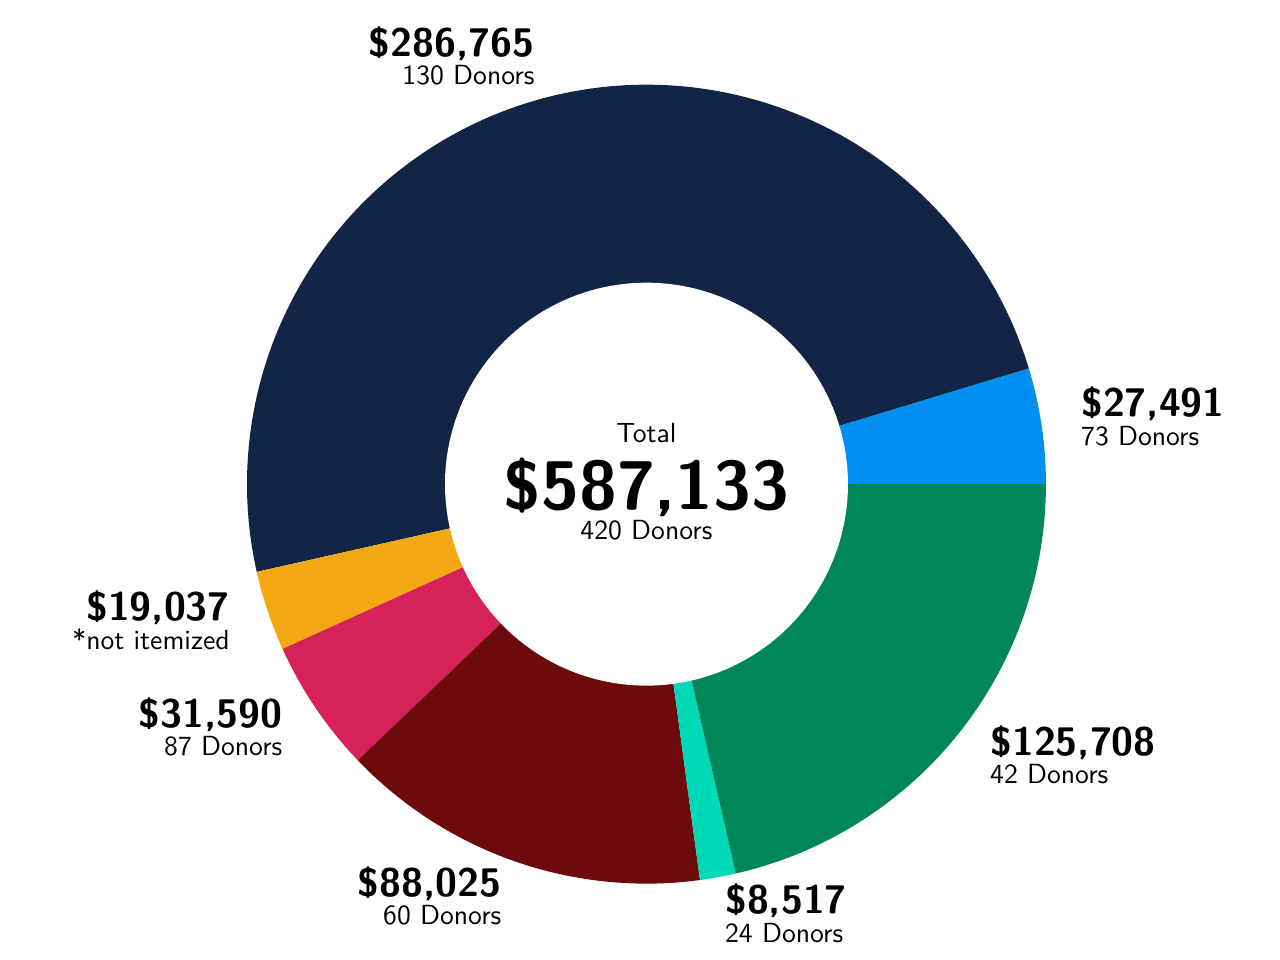 $286,765
130 Donors
$27,491
73 Donors
Total
$587,133
420 Donors
$19,037
*not itemized
$31,590
87 Donors
$125,708
42 Donors
$88,025
60 Donors
$8,517
24 Donors